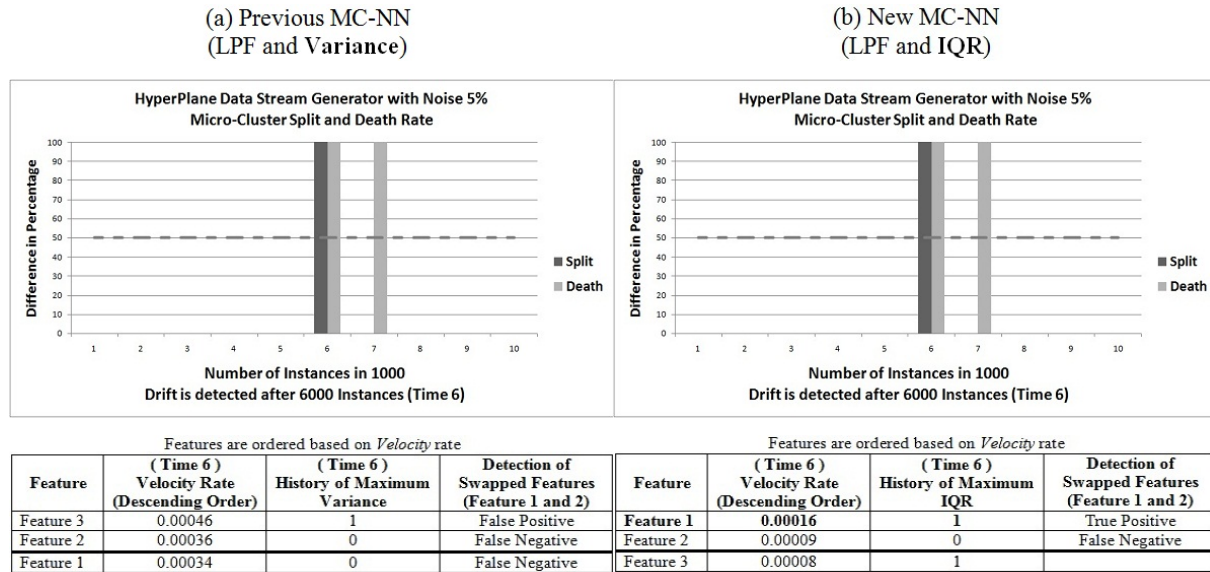 (a) Previous MC-NN
(LPF and Variance)
HyperPlane Data Stream Generator with Noise 5%
Micro-Cluster Split and Death Rate
Difference in Percentage
100
90
80
70
60
50
40
30
20
10
0
1 2 3 4 5 6 7 8 9 10
Split
Death
Number of Instances in 1000
Drift is detected after 6000 Instances (Time 6)
Features are ordered based on Velocity rate
Feature | ( Time 6 ) Velocity Rate (Descending Order) | ( Time 6 ) History of Maximum Variance | Detection of Swapped Features (Feature 1 and 2)
Feature 3 | 0.00046 | 1 | False Positive
Feature 2 | 0.00036 | 0 | False Negative
Feature 1 | 0.00034 | 0 | False Negative
(b) New MC-NN
(LPF and IQR)
HyperPlane Data Stream Generator with Noise 5%
Micro-Cluster Split and Death Rate
Difference in Percentage
100
90
80
70
60
50
40
30
20
10
0
1 2 3 4 5 6 7 8 9 10
Split
Death
Number of Instances in 1000
Drift is detected after 6000 Instances (Time 6)
Features are ordered based on Velocity rate
Feature | ( Time 6 ) Velocity Rate (Descending Order) | ( Time 6 ) History of Maximum IQR | Detection of Swapped Features (Feature 1 and 2)
Feature 1 | 0.00016 | 1 | True Positive
Feature 2 | 0.00009 | 0 | False Negative
Feature 3 | 0.00008 | 1